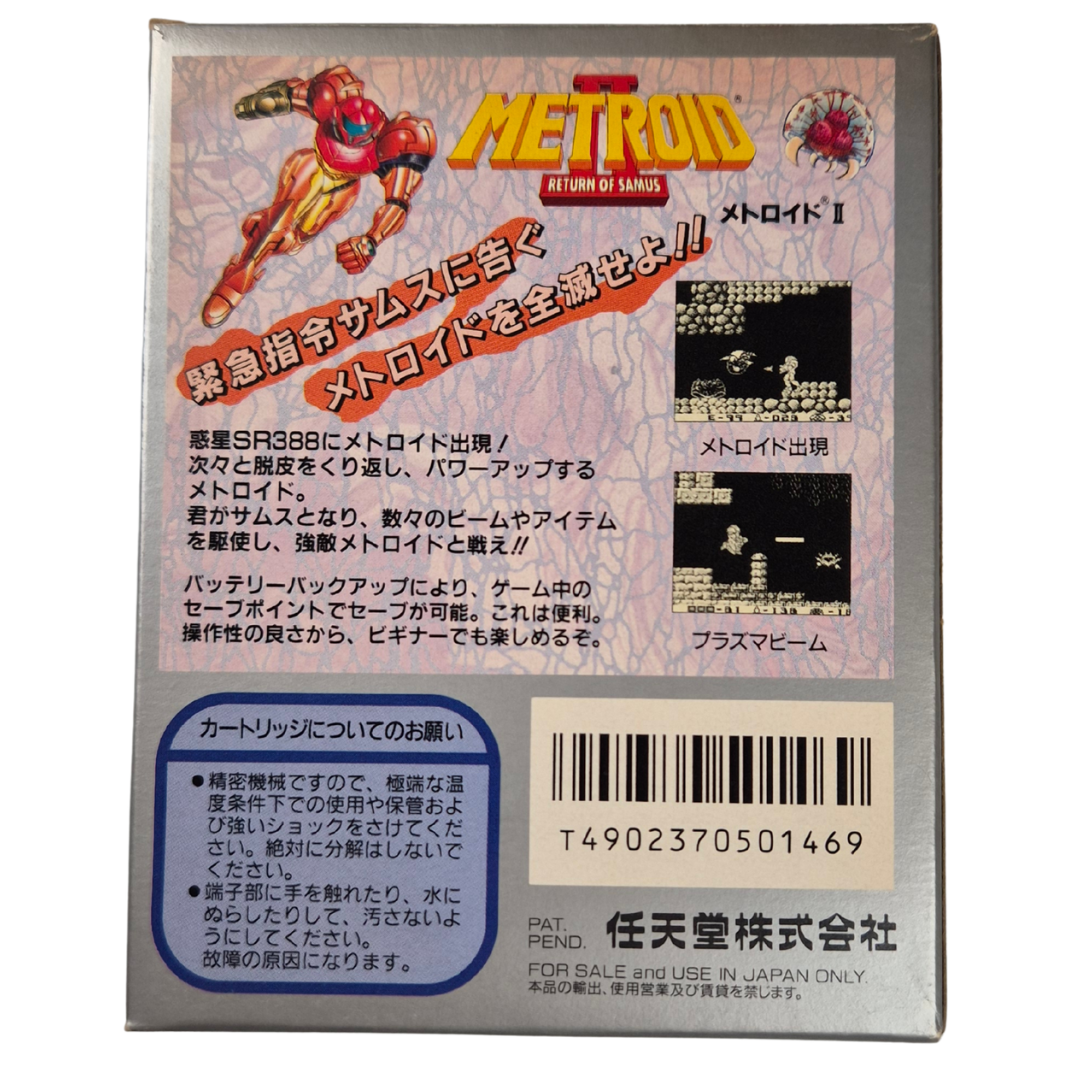 METROID®
II
RETURN OF SAMUS
メトロイド®II
緊急指令サムスに告ぐ
メトロイドを全滅せよ!!
惑星SR388にメトロイド出現!
次々と脱皮をくり返し、パワーアップする
メトロイド。
君がサムスとなり、数々のビームやアイテム
を駆使し、強敵メトロイドと戦え!!
バッテリーバックアップにより、ゲーム中の
セーブポイントでセーブが可能。これは便利。
操作性の良さから、ビギナーでも楽しめるぞ。
メトロイド出現
プラズマビーム
カートリッジについてのお願い
●精密機械ですので、極端な温
度条件下での使用や保管およ
び強いショックをさけてくだ
さい。絶対に分解はしないで
ください。
●端子部に手を触れたり、水に
ぬらしたりして、汚さないよ
うにしてください。
故障の原因になります。
T4902370501469
PAT.
PEND.
任天堂株式会社
FOR SALE and USE IN JAPAN ONLY.
本品の輸出、使用営業及び賃貸を禁じます。